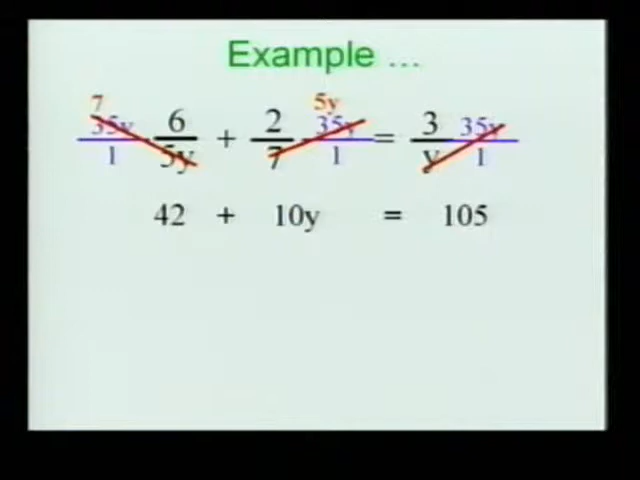 Example ...
7 5y
35y/1 6/5y + 2/7 35y/1 = 3/y 35y/1
42 + 10y = 105